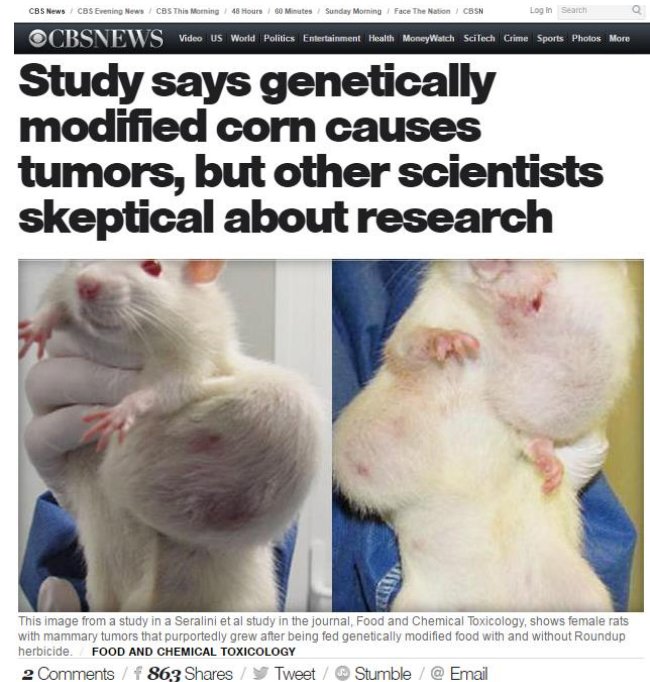 CBS News / CBS Evening News / CBS This Morning / 48 Hours / 60 Minutes / Sunday Morning / Face The Nation / CBSN Log In Search
CBSNEWS Video US World Politics Entertainment Health MoneyWatch SciTech Crime Sports Photos More
Study says genetically
modified corn causes
tumors, but other scientists
skeptical about research
This image from a study in a Seralini et al study in the journal, Food and Chemical Toxicology, shows female rats
with mammary tumors that purportedly grew after being fed genetically modified food with and without Roundup
herbicide. / FOOD AND CHEMICAL TOXICOLOGY
2 Comments / f 863 Shares / Tweet / Stumble / @ Email